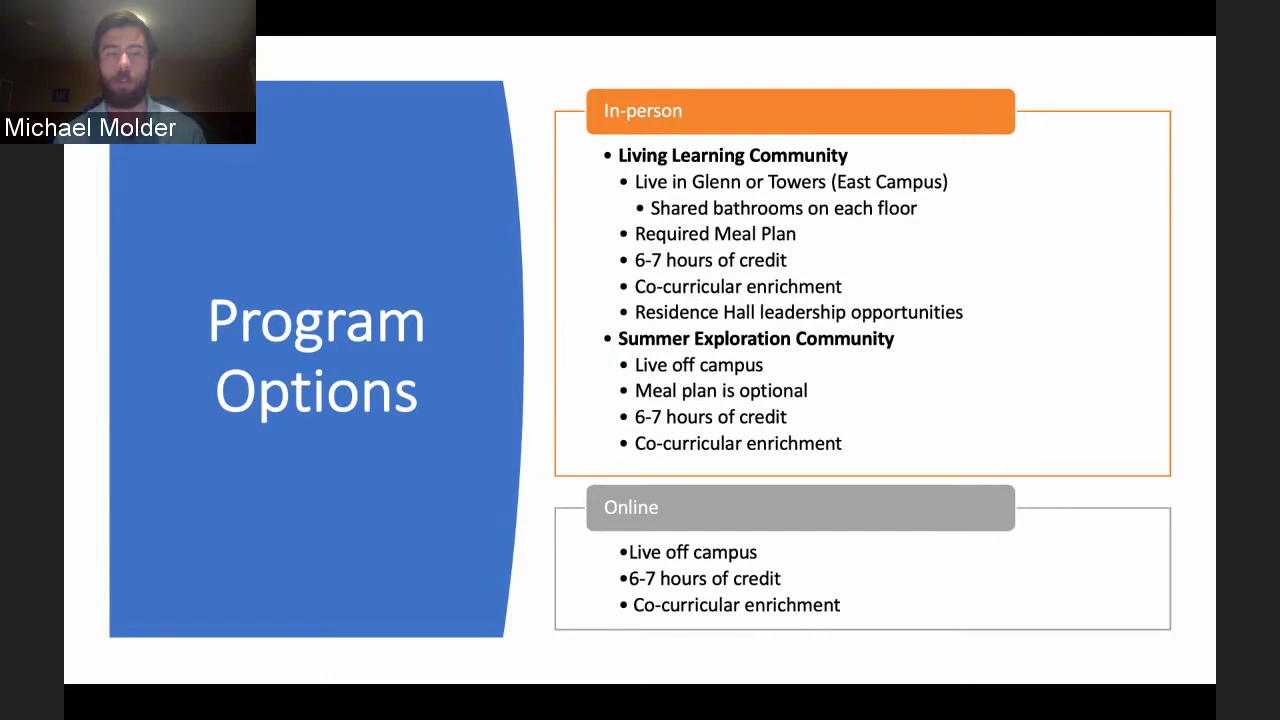 Michael Molder
Program
Options
In-person
• Living Learning Community
• Live in Glenn or Towers (East Campus)
• Shared bathrooms on each floor
• Required Meal Plan
• 6-7 hours of credit
• Co-curricular enrichment
• Residence Hall leadership opportunities
• Summer Exploration Community
• Live off campus
• Meal plan is optional
• 6-7 hours of credit
• Co-curricular enrichment
Online
•Live off campus
•6-7 hours of credit
• Co-curricular enrichment